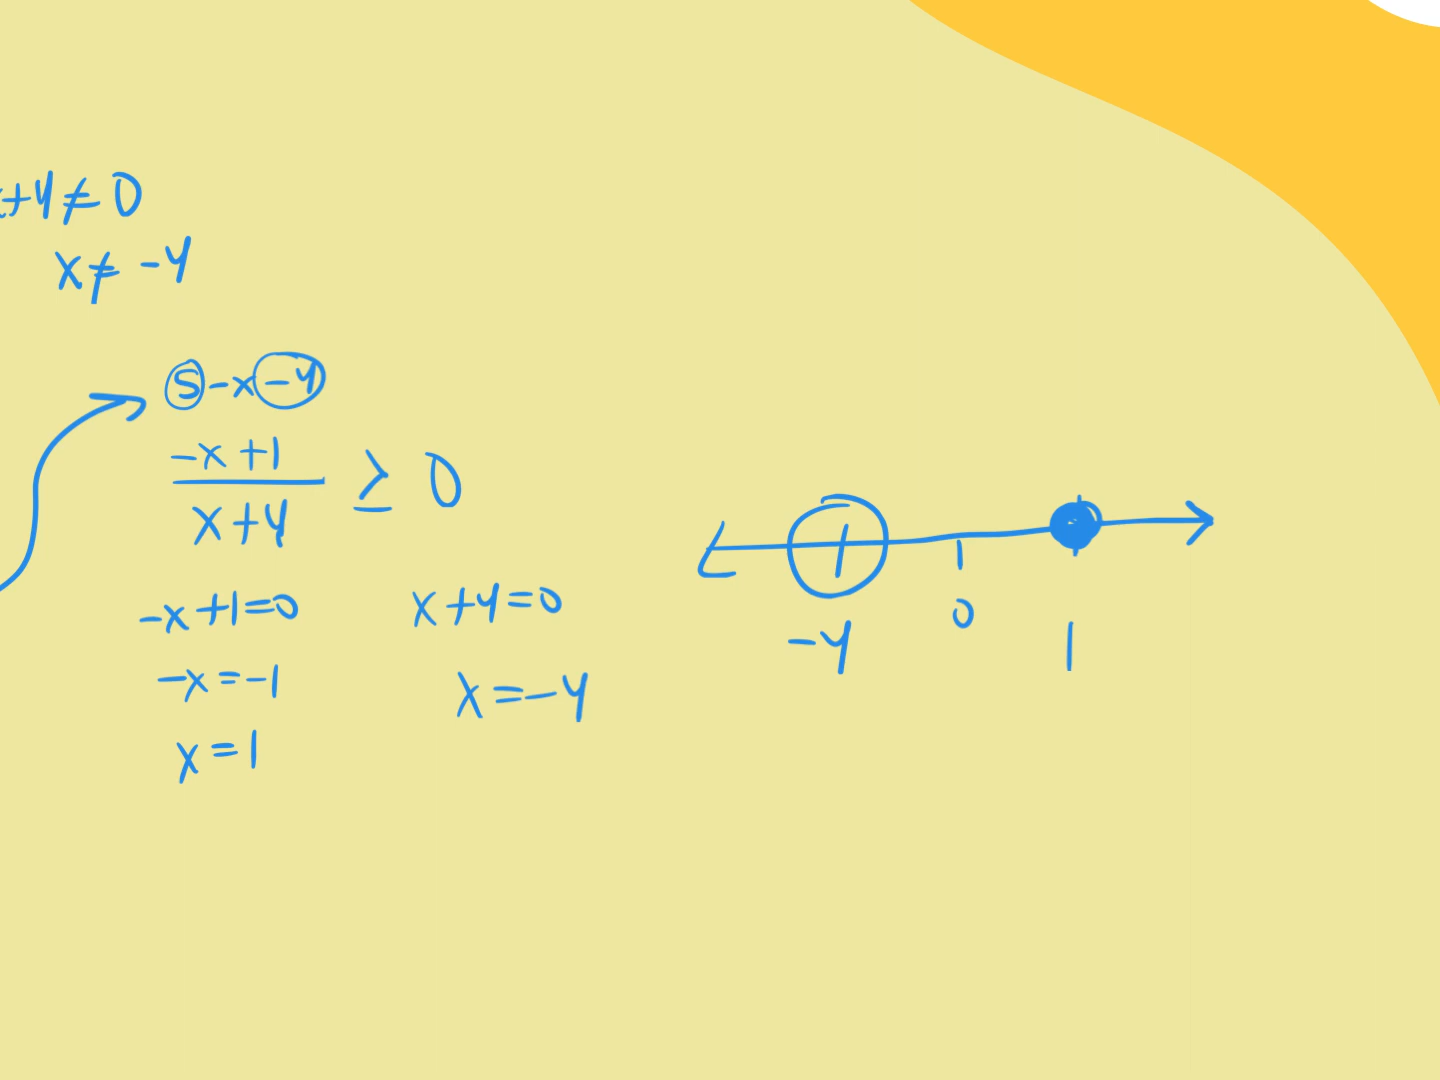 x+4≠0
x≠-4
5-x-4
-x+1
x+4
≥ 0
-x+1=0
x+4=0
-x=-1
x=-4
x=1
-4
0
1